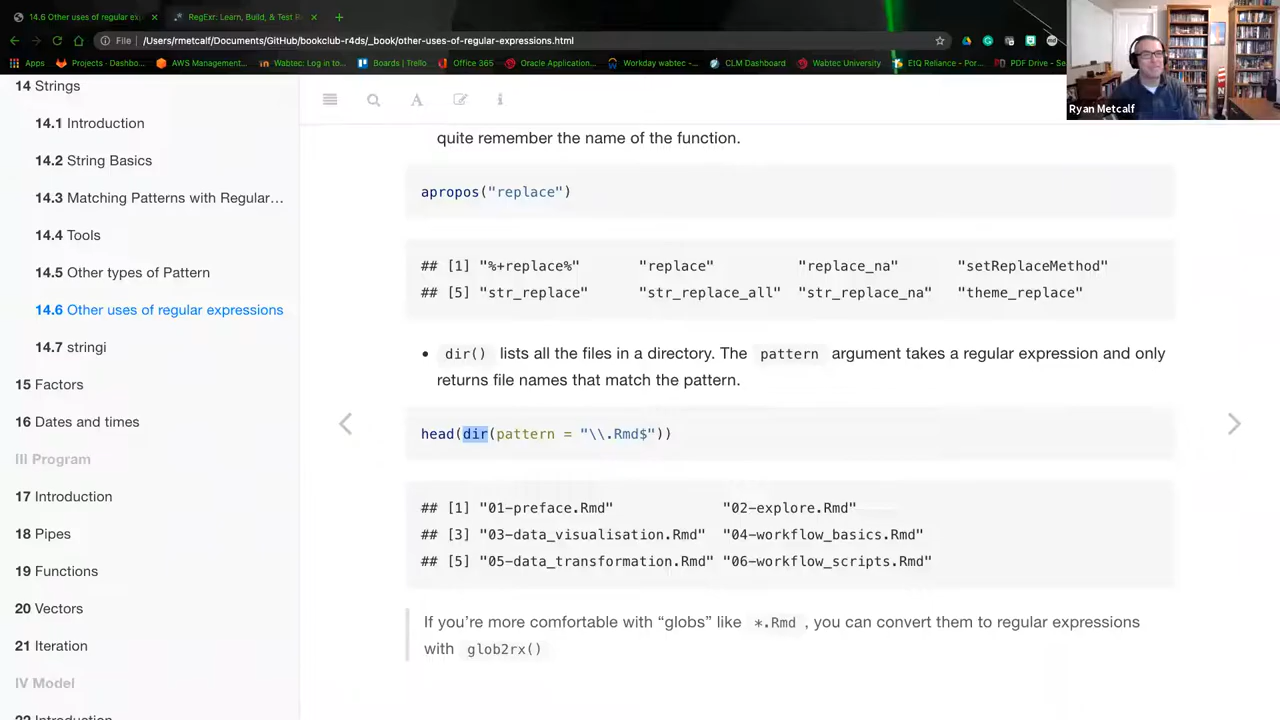 14.6 Other uses of regular ex
RegExr: Learn, Build, & Test R
File
/Users/rmetcalf/Documents/GitHub/bookclub-r4ds/_book/other-uses-of-regular-expressions.html
Apps
Projects - Dashbo...
AWS Management...
Wabtec: Log in to...
Boards | Trello
Office 365
Oracle Application...
Workday wabtec -...
CLM Dashboard
Wabtec University
EtQ Reliance - Pro...
PDF Drive - Se
Ryan Metcalf
14 Strings
14.1 Introduction
14.2 String Basics
14.3 Matching Patterns with Regular…
14.4 Tools
14.5 Other types of Pattern
14.6 Other uses of regular expressions
14.7 stringi
15 Factors
16 Dates and times
III Program
17 Introduction
18 Pipes
19 Functions
20 Vectors
21 Iteration
IV Model
22 Introduction
quite remember the name of the function.
apropos("replace")
## [1] "%+replace%" "replace" "replace_na" "setReplaceMethod"
## [5] "str_replace" "str_replace_all" "str_replace_na" "theme_replace"
• dir() lists all the files in a directory. The pattern argument takes a regular expression and only
returns file names that match the pattern.
head(dir(pattern = "\\.Rmd$"))
## [1] "01-preface.Rmd" "02-explore.Rmd"
## [3] "03-data_visualisation.Rmd" "04-workflow_basics.Rmd"
## [5] "05-data_transformation.Rmd" "06-workflow_scripts.Rmd"
If you’re more comfortable with “globs” like *.Rmd , you can convert them to regular expressions
with glob2rx()